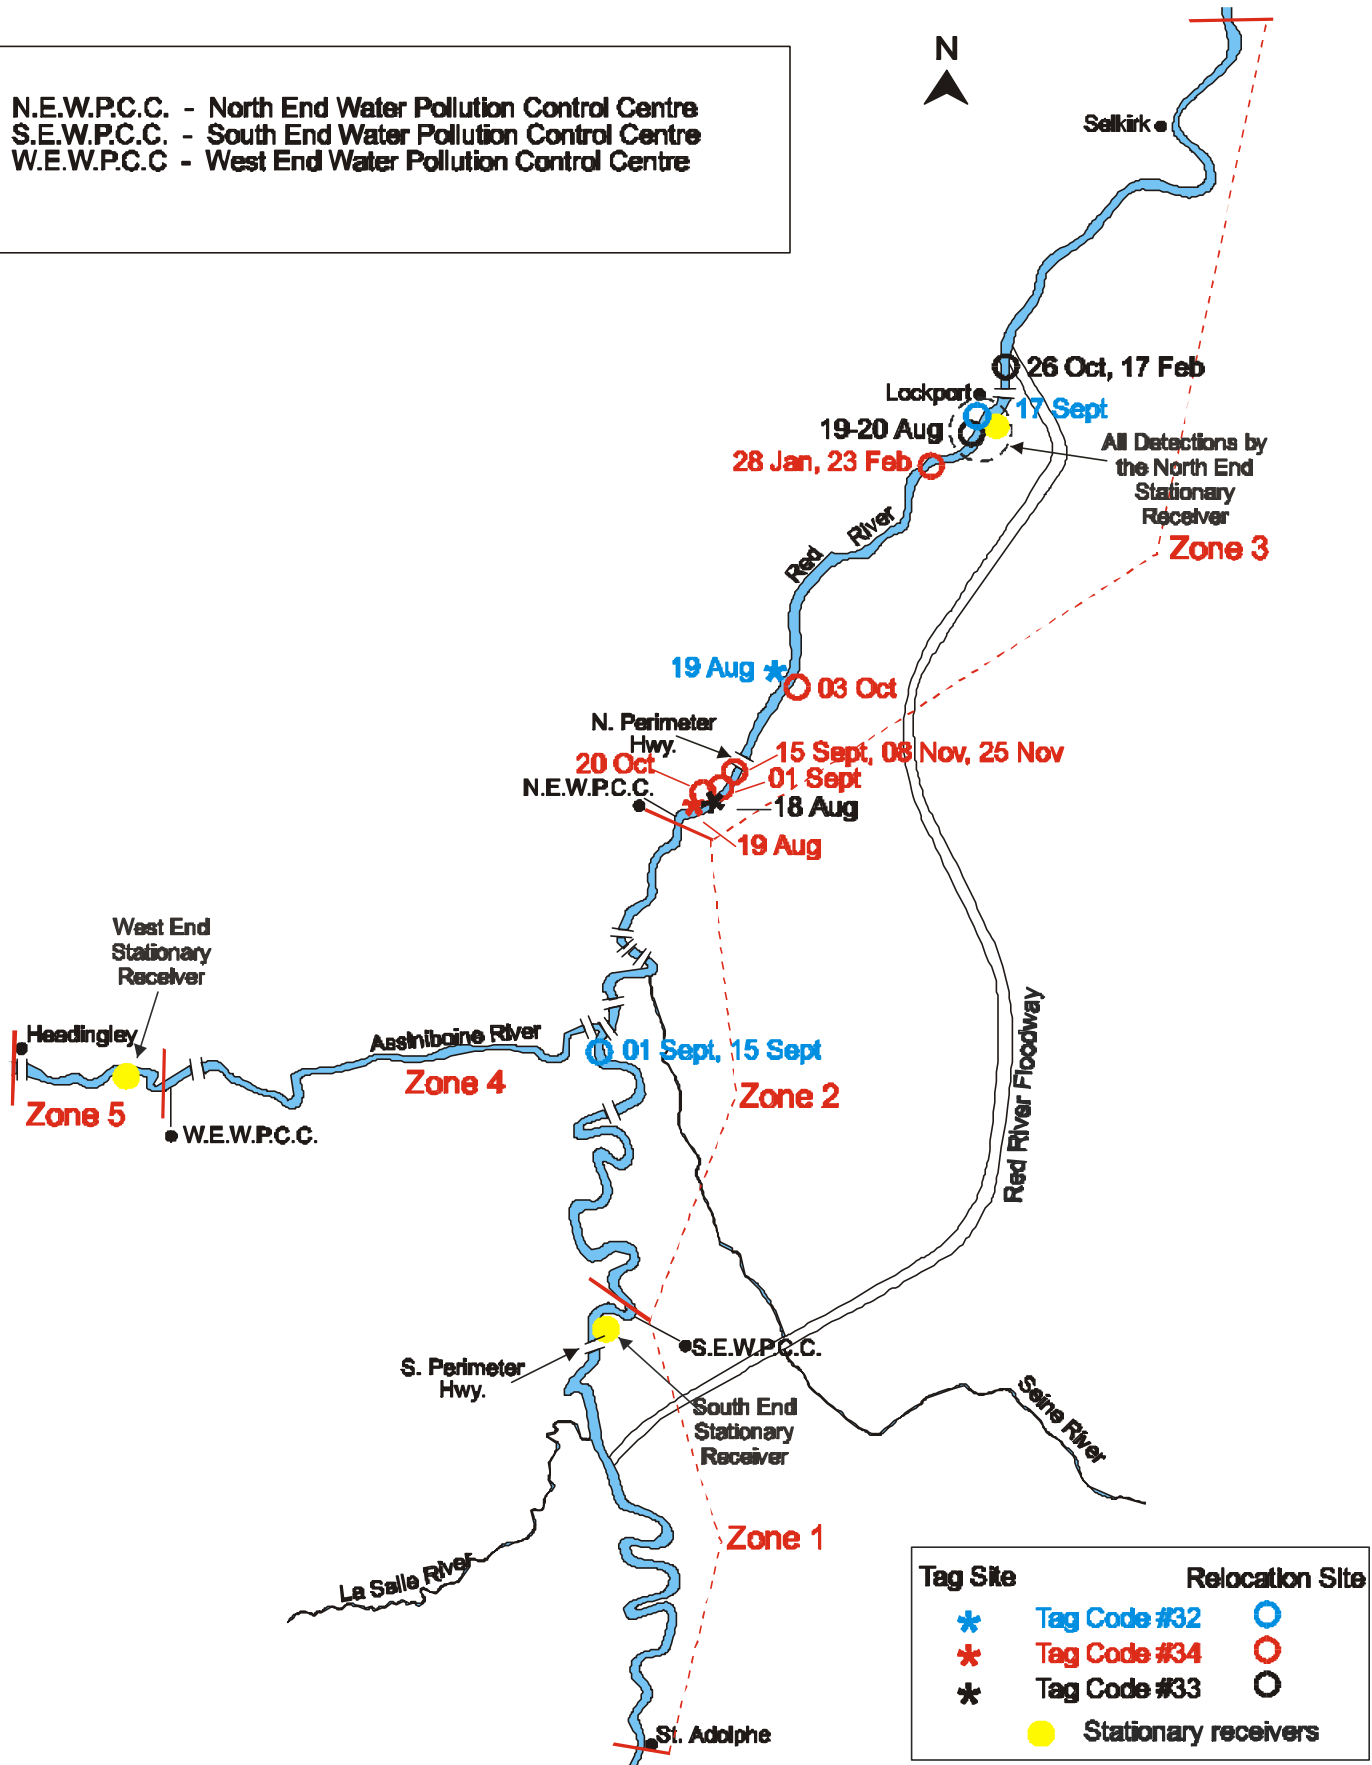 N
N.E.W.P.C.C. - North End Water Pollution Control Centre
S.E.W.P.C.C. - South End Water Pollution Control Centre
W.E.W.P.C.C - West End Water Pollution Control Centre
Selkirk
26 Oct, 17 Feb
Lockport
17 Sept
19-20 Aug
28 Jan, 23 Feb
All Detections by
the North End
Stationary
Receiver
Zone 3
Red River
19 Aug
03 Oct
N. Perimeter
Hwy.
15 Sept, 08 Nov, 25 Nov
20 Oct
01 Sept
N.E.W.P.C.C.
18 Aug
19 Aug
West End
Stationary
Receiver
Headingley
Assiniboine River
01 Sept, 15 Sept
Zone 4
Zone 2
Zone 5
W.E.W.P.C.C.
Red River Floodway
S.E.W.P.C.C.
S. Perimeter
Hwy.
South End
Stationary
Receiver
Seine River
Zone 1
La Salle River
St. Adolphe
Tag Site Relocation Site
Tag Code #32
Tag Code #34
Tag Code #33
Stationary receivers